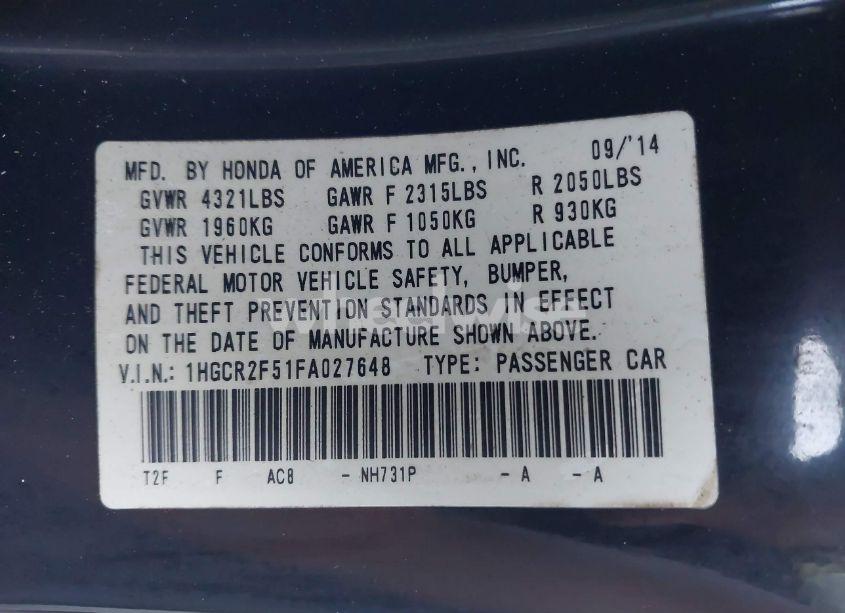 MFD. BY HONDA OF AMERICA MFG., INC. 09/'14
GVWR 4321LBS GAWR F 2315LBS R 2050LBS
GVWR 1960KG GAWR F 1050KG R 930KG
THIS VEHICLE CONFORMS TO ALL APPLICABLE
FEDERAL MOTOR VEHICLE SAFETY, BUMPER,
AND THEFT PREVENTION STANDARDS IN EFFECT
ON THE DATE OF MANUFACTURE SHOWN ABOVE.
V.I.N.: 1HGCR2F51FA027648 TYPE: PASSENGER CAR
T2F F AC8 - NH731P - A - A